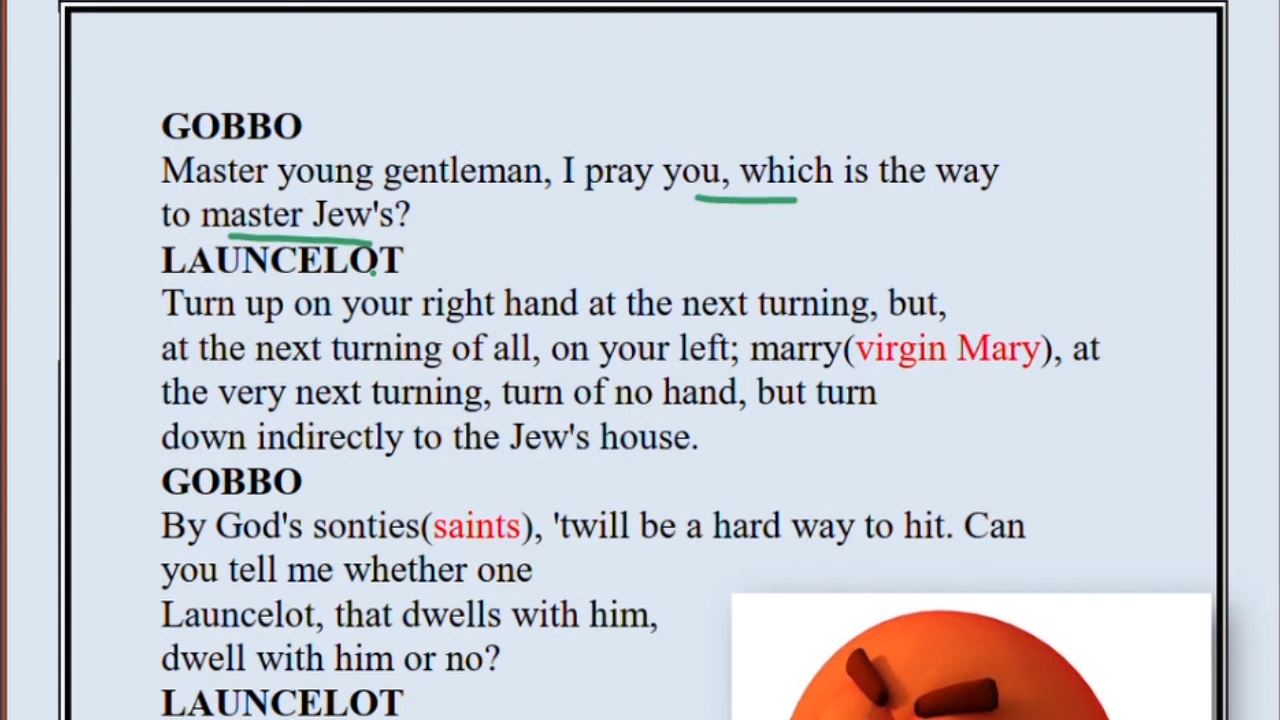 GOBBO
Master young gentleman, I pray you, which is the way
to master Jew's?
LAUNCELOT
Turn up on your right hand at the next turning, but,
at the next turning of all, on your left; marry(virgin Mary), at
the very next turning, turn of no hand, but turn
down indirectly to the Jew's house.
GOBBO
By God's sonties(saints), 'twill be a hard way to hit. Can
you tell me whether one
Launcelot, that dwells with him,
dwell with him or no?
LAUNCELOT